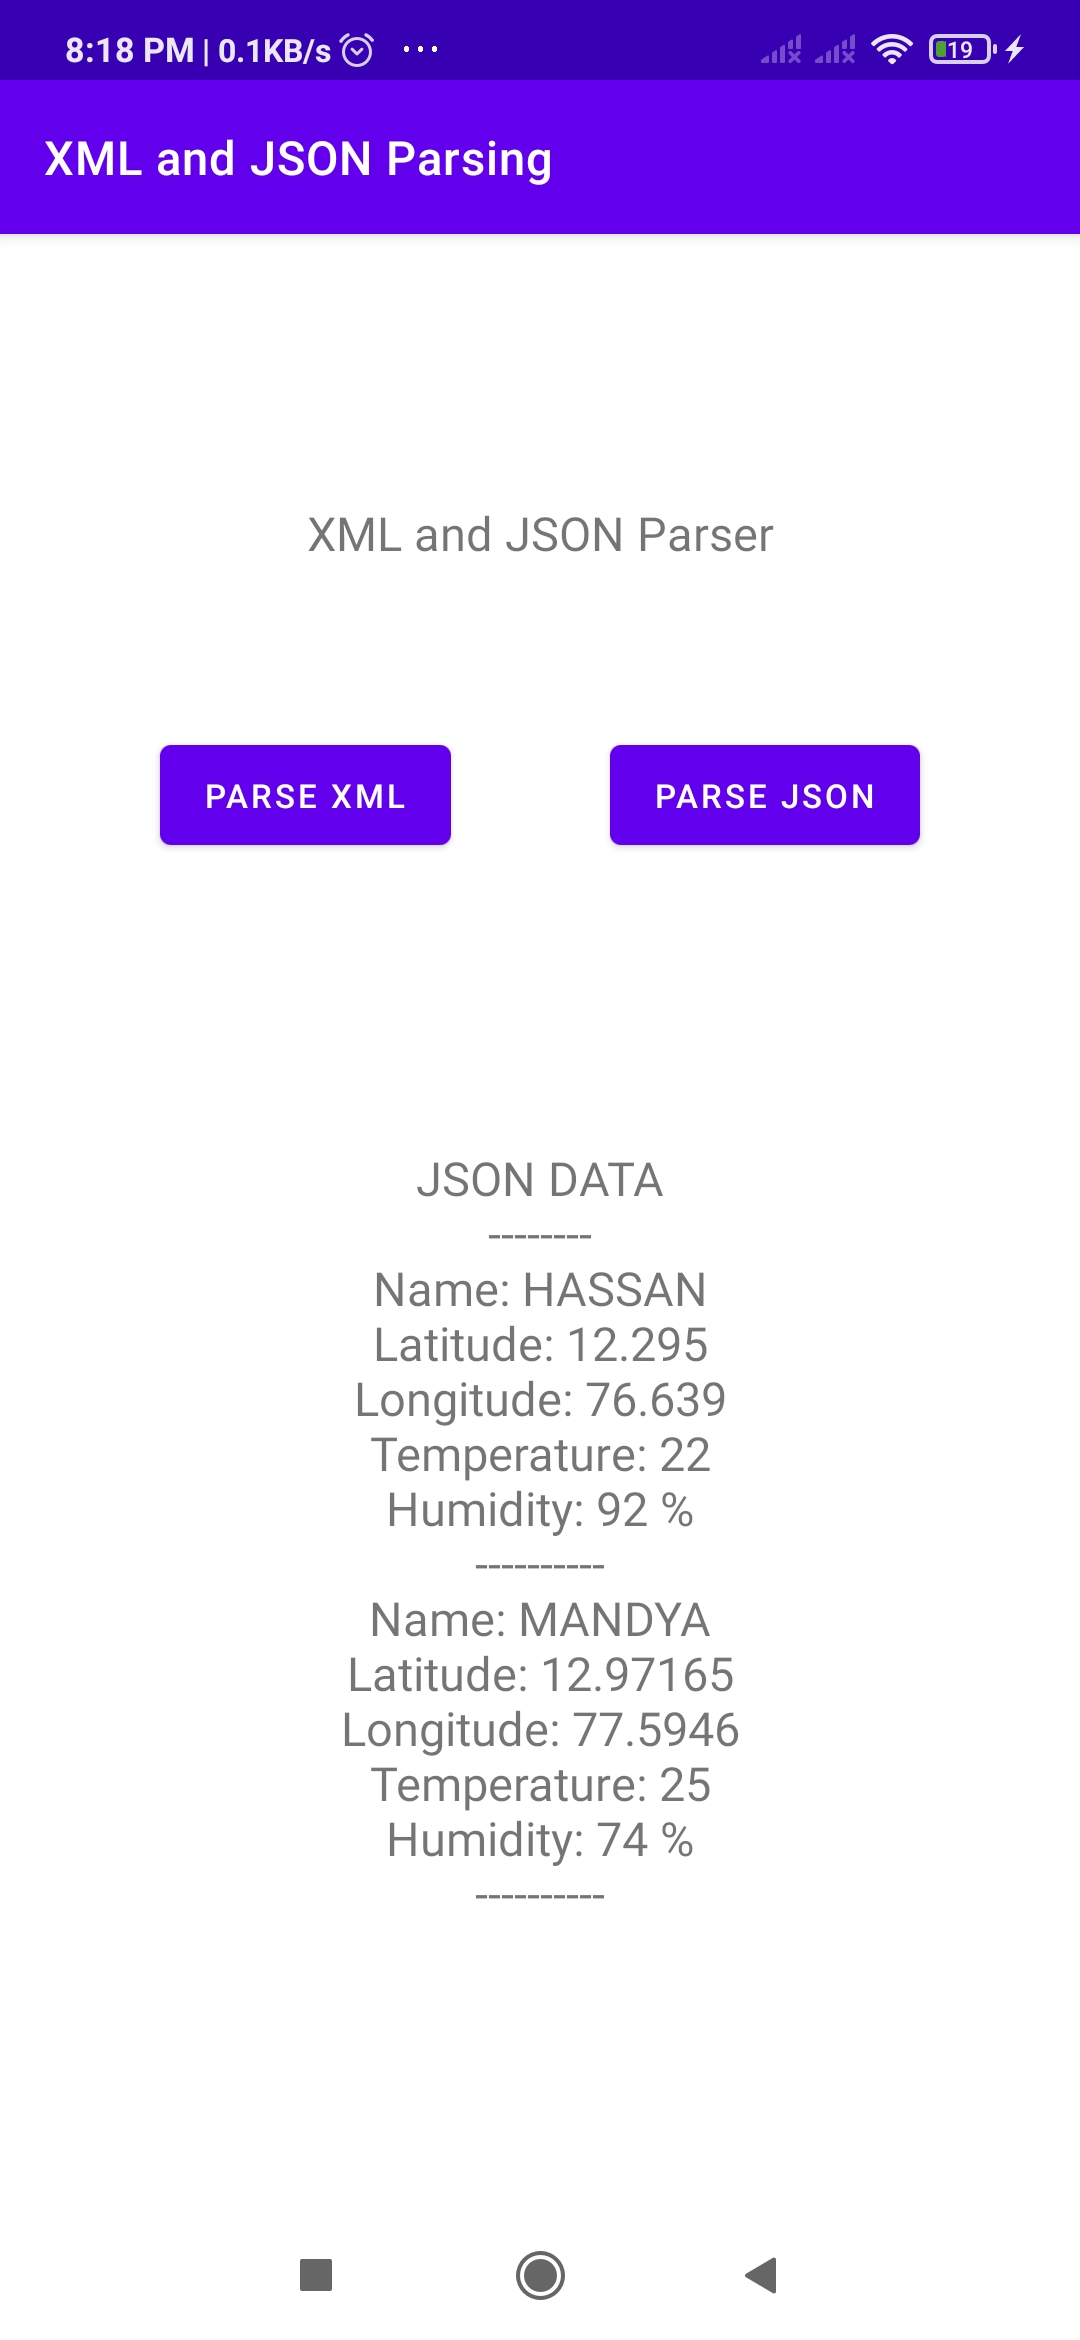 8:18 PM | 0.1KB/s ... 19
XML and JSON Parsing
XML and JSON Parser
PARSE XML PARSE JSON
JSON DATA
--------
Name: HASSAN
Latitude: 12.295
Longitude: 76.639
Temperature: 22
Humidity: 92 %
----------
Name: MANDYA
Latitude: 12.97165
Longitude: 77.5946
Temperature: 25
Humidity: 74 %
----------